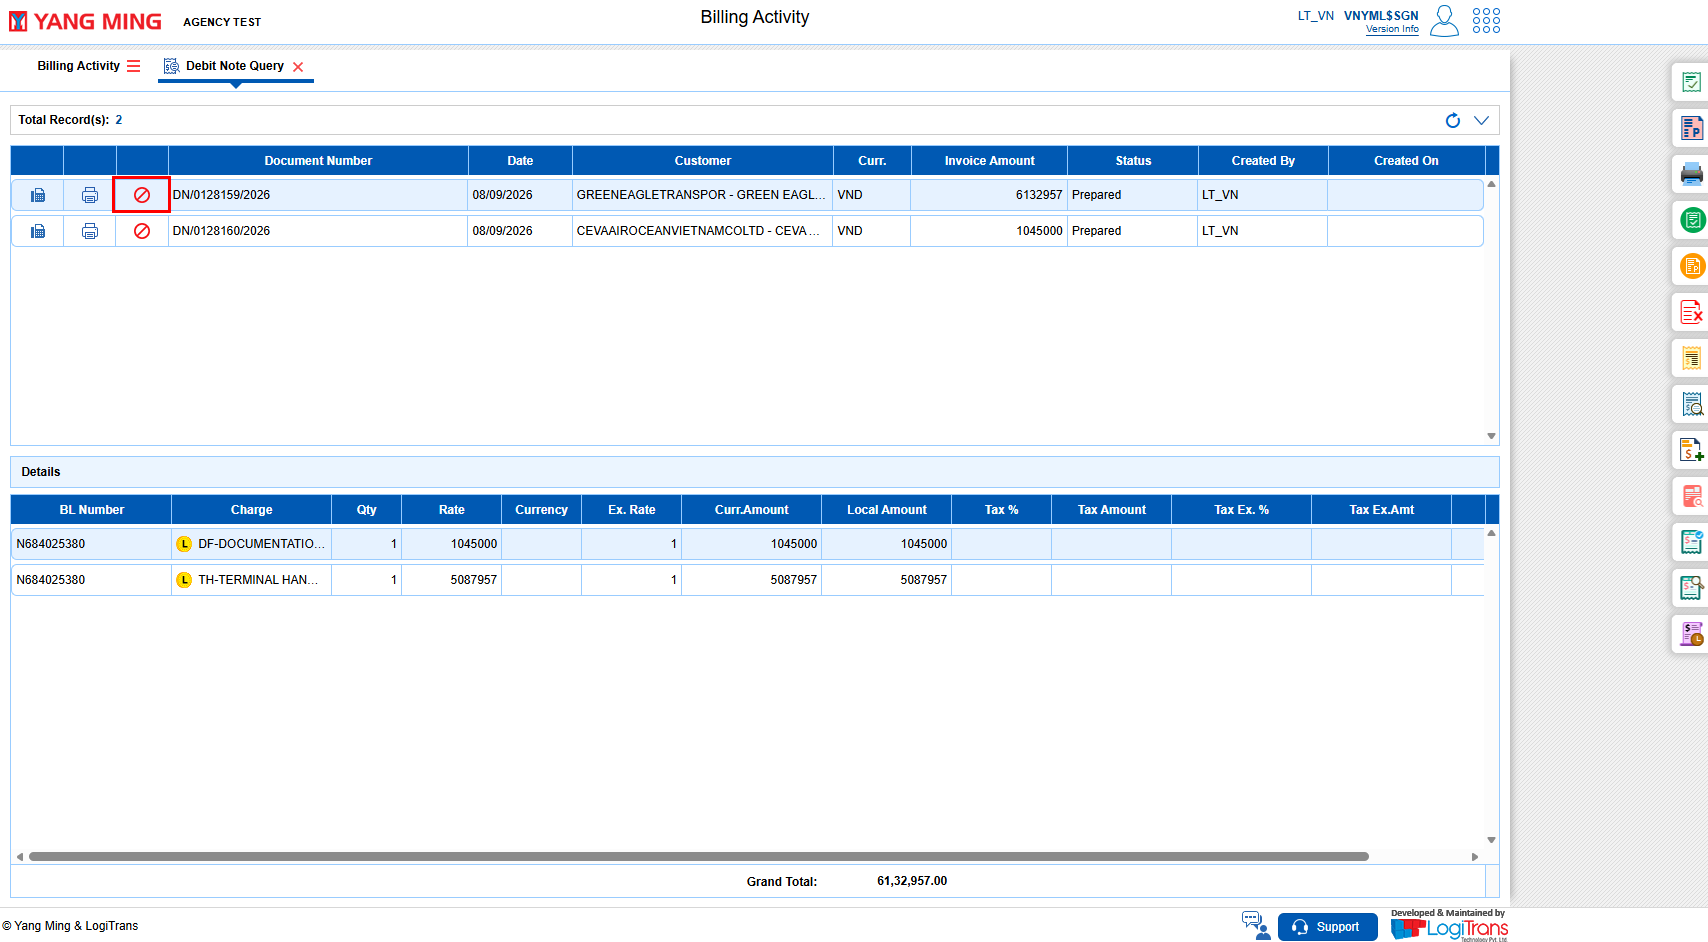 YANG MING AGENCY TEST Billing Activity LT_VN VNYML$SGN
Version Info
Billing Activity Debit Note Query
Total Record(s): 2
Document Number Date Customer Curr. Invoice Amount Status Created By Created On
DN/0128159/2026 08/09/2026 GREENEAGLETRANSPOR - GREEN EAGL... VND 6132957 Prepared LT_VN
DN/0128160/2026 08/09/2026 CEVAAIROCEANVIETNAMCOLTD - CEVA ... VND 1045000 Prepared LT_VN
Details
BL Number Charge Qty Rate Currency Ex. Rate Curr.Amount Local Amount Tax % Tax Amount Tax Ex. % Tax Ex.Amt
N684025380 L DF-DOCUMENTATIO... 1 1045000 1 1045000 1045000
N684025380 L TH-TERMINAL HAN... 1 5087957 1 5087957 5087957
Grand Total: 61,32,957.00
© Yang Ming & LogiTrans
Support
Developed & Maintained by
LogiTrans
Technology Pvt. Ltd.